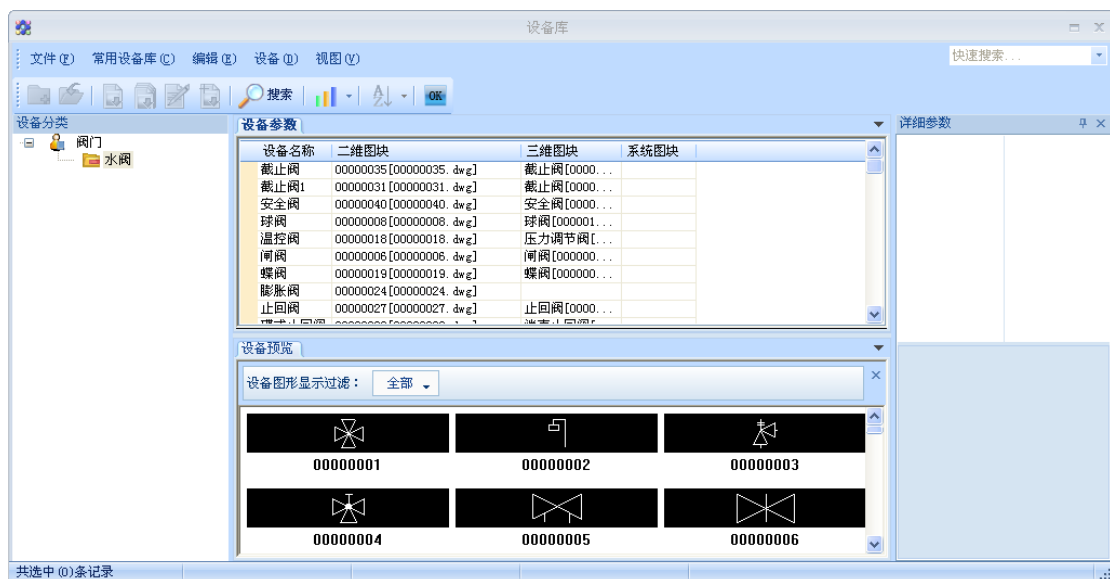 设备库
文件(F) 常用设备库(C) 编辑(E) 设备(D) 视图(V) 快速搜索...
搜索 OK
设备分类 设备参数 详细参数
阀门
水阀
设备名称 二维图块 三维图块 系统图块
截止阀 00000035[00000035.dwg] 截止阀[0000...
截止阀1 00000031[00000031.dwg] 截止阀[0000...
安全阀 00000040[00000040.dwg] 安全阀[0000...
球阀 00000008[00000008.dwg] 球阀[000001...
温控阀 00000018[00000018.dwg] 压力调节阀[...
闸阀 00000006[00000006.dwg] 闸阀[000000...
蝶阀 00000019[00000019.dwg] 蝶阀[000000...
膨胀阀 00000024[00000024.dwg]
止回阀 00000027[00000027.dwg] 止回阀[0000...
设备预览
设备图形显示过滤： 全部
00000001 00000002 00000003
00000004 00000005 00000006
共选中(0)条记录